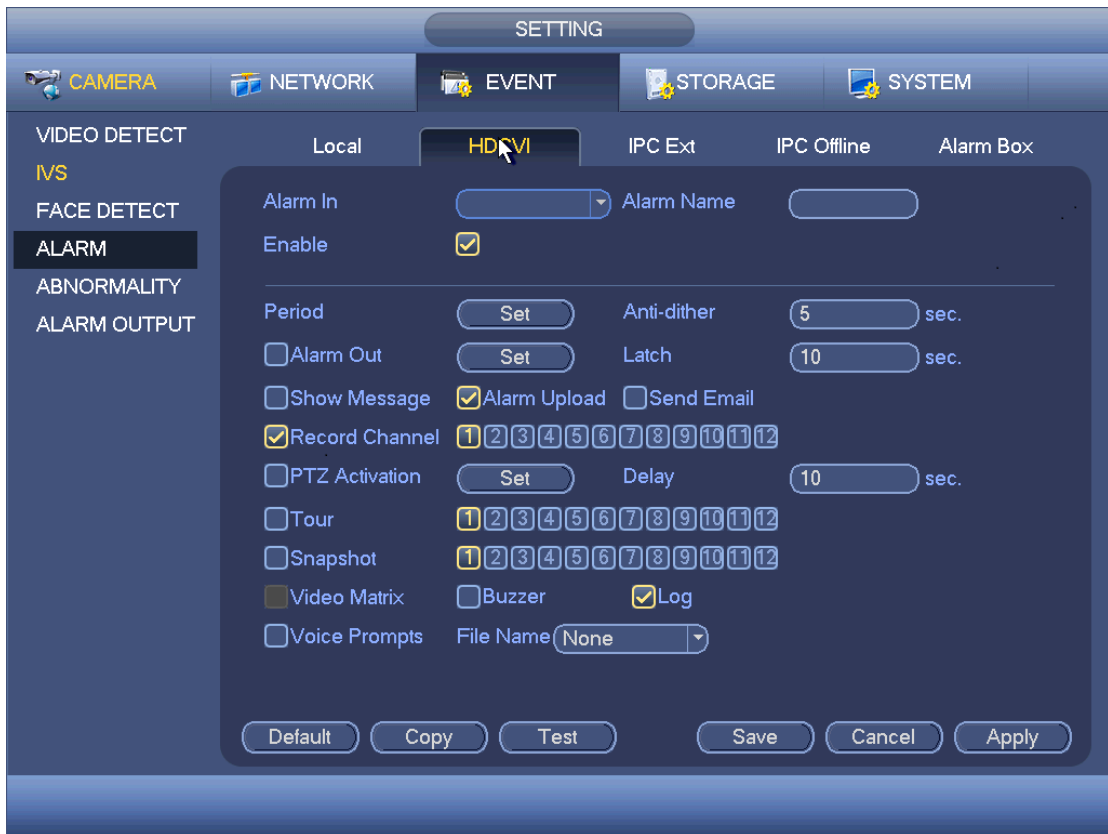 SETTING
CAMERA NETWORK EVENT STORAGE SYSTEM
VIDEO DETECT
IVS
FACE DETECT
ALARM
ABNORMALITY
ALARM OUTPUT
Local HDCVI IPC Ext IPC Offline Alarm Box
Alarm In Alarm Name
Enable
Period Set Anti-dither 5 sec.
Alarm Out Set Latch 10 sec.
Show Message Alarm Upload Send Email
Record Channel 1 2 3 4 5 6 7 8 9 10 11 12
PTZ Activation Set Delay 10 sec.
Tour 1 2 3 4 5 6 7 8 9 10 11 12
Snapshot 1 2 3 4 5 6 7 8 9 10 11 12
Video Matrix Buzzer Log
Voice Prompts File Name None
Default Copy Test Save Cancel Apply